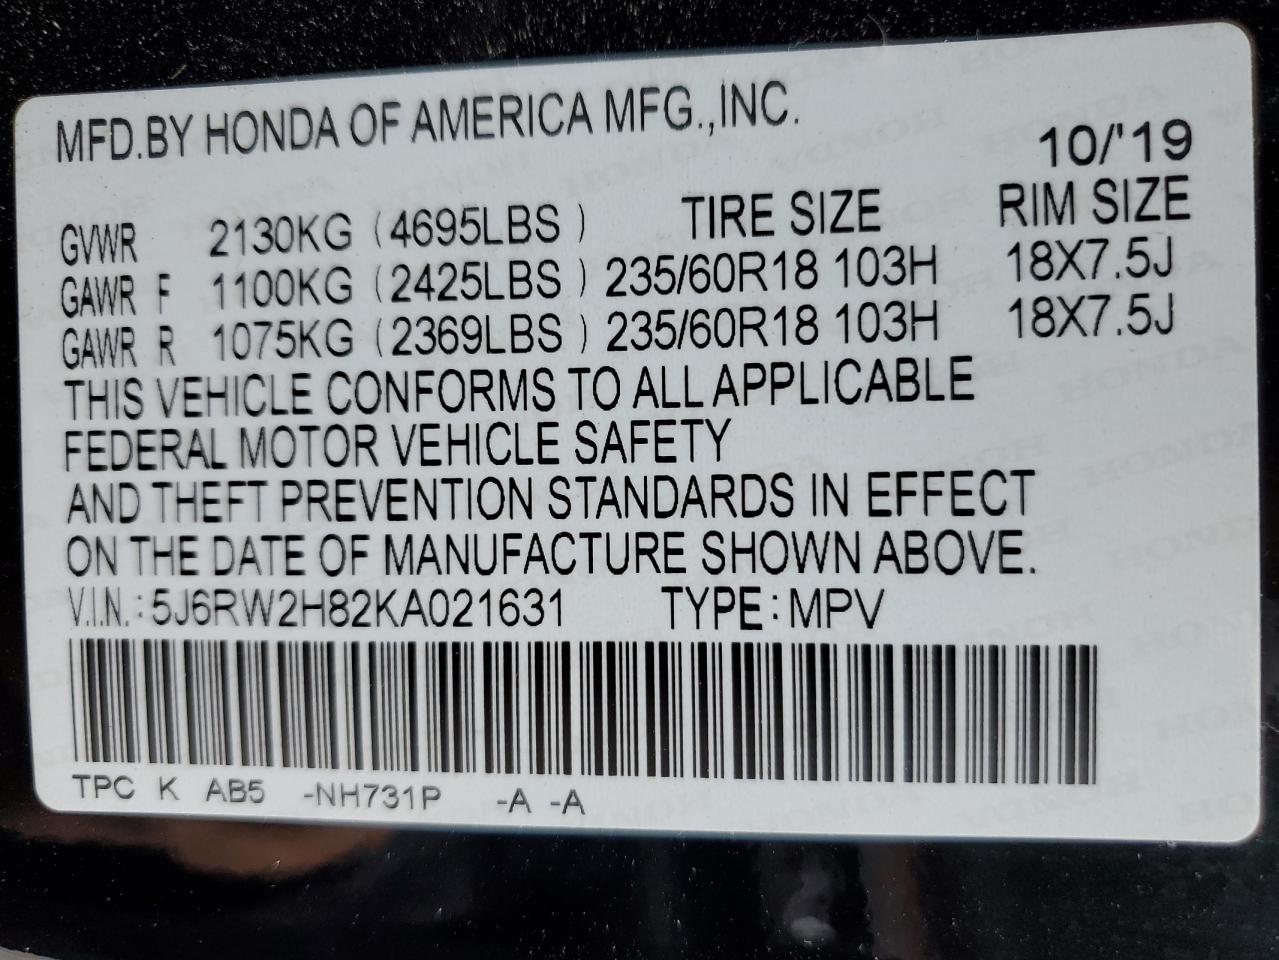 MFD.BY HONDA OF AMERICA MFG.,INC.
10/'19
GVWR 2130KG (4695LBS ) TIRE SIZE RIM SIZE
GAWR F 1100KG (2425LBS ) 235/60R18 103H 18X7.5J
GAWR R 1075KG (2369LBS ) 235/60R18 103H 18X7.5J
THIS VEHICLE CONFORMS TO ALL APPLICABLE
FEDERAL MOTOR VEHICLE SAFETY
AND THEFT PREVENTION STANDARDS IN EFFECT
ON THE DATE OF MANUFACTURE SHOWN ABOVE.
V.I.N.: 5J6RW2H82KA021631 TYPE: MPV
TPC K AB5 -NH731P -A -A